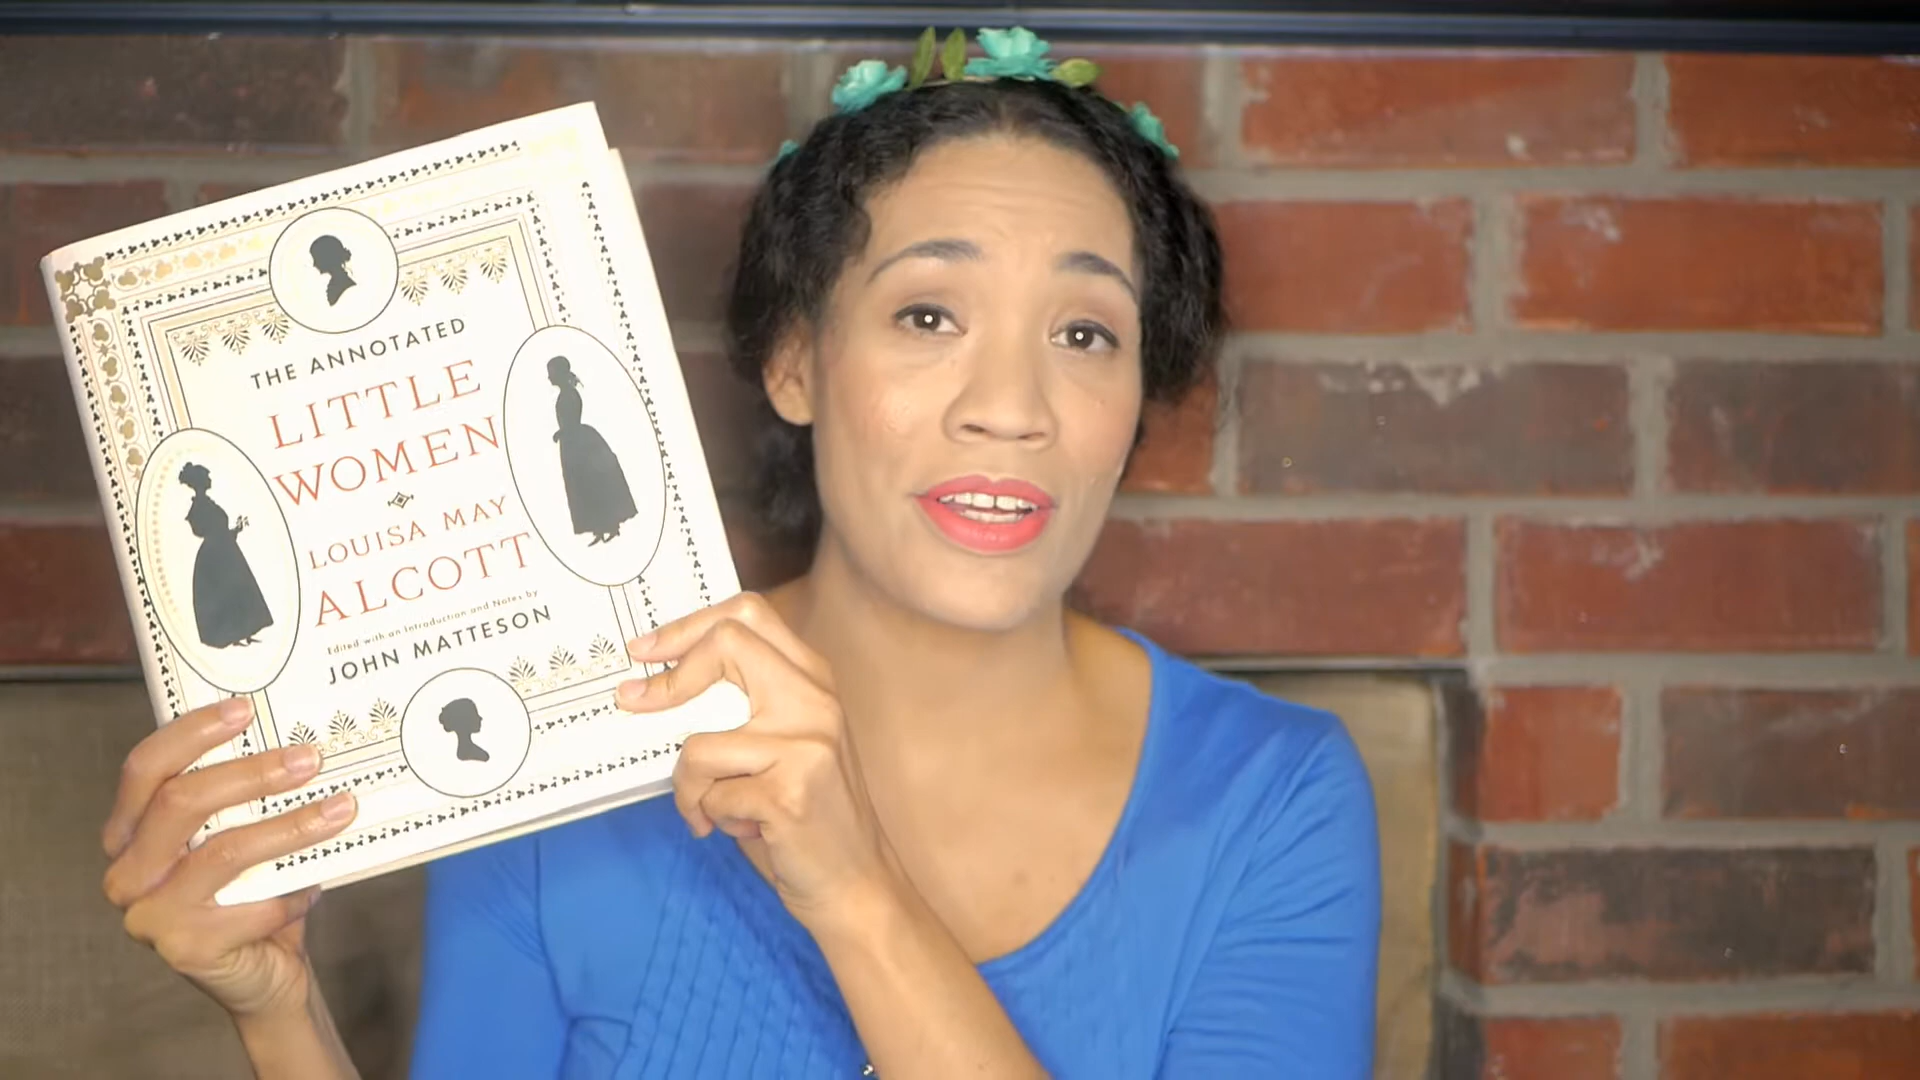 THE ANNOTATED
LITTLE
WOMEN
LOUISA MAY
ALCOTT
Edited with an Introduction and Notes by
JOHN MATTESON